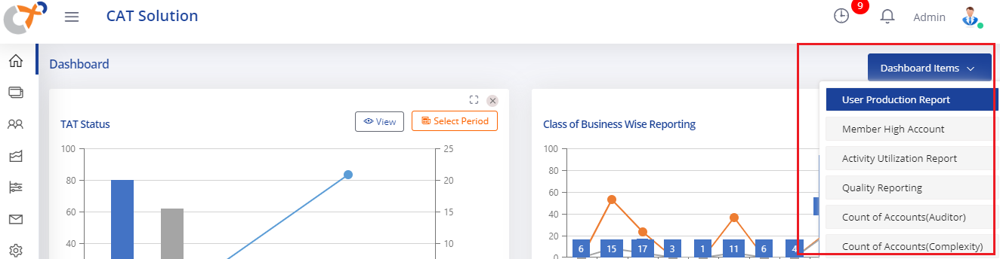 9
CAT Solution
Admin
Dashboard
Dashboard Items
User Production Report
Member High Account
Activity Utilization Report
Quality Reporting
Count of Accounts(Auditor)
Count of Accounts(Complexity)
TAT Status
View
Select Period
100
80
60
40
25
20
15
10
Class of Business Wise Reporting
100
80
60
40
20
0
6 15 17 3 1 11 6 4